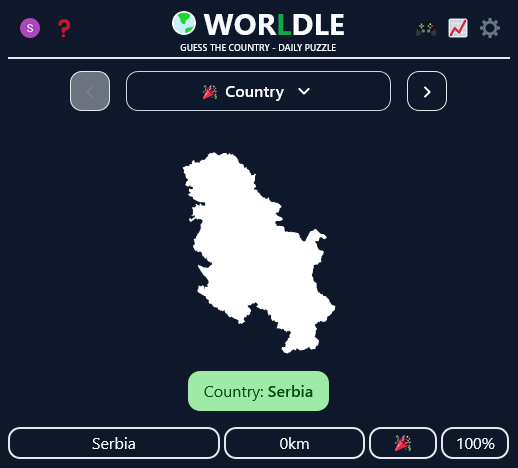 S
WORLDLE
GUESS THE COUNTRY - DAILY PUZZLE
Country
Country: Serbia
Serbia 0km 100%